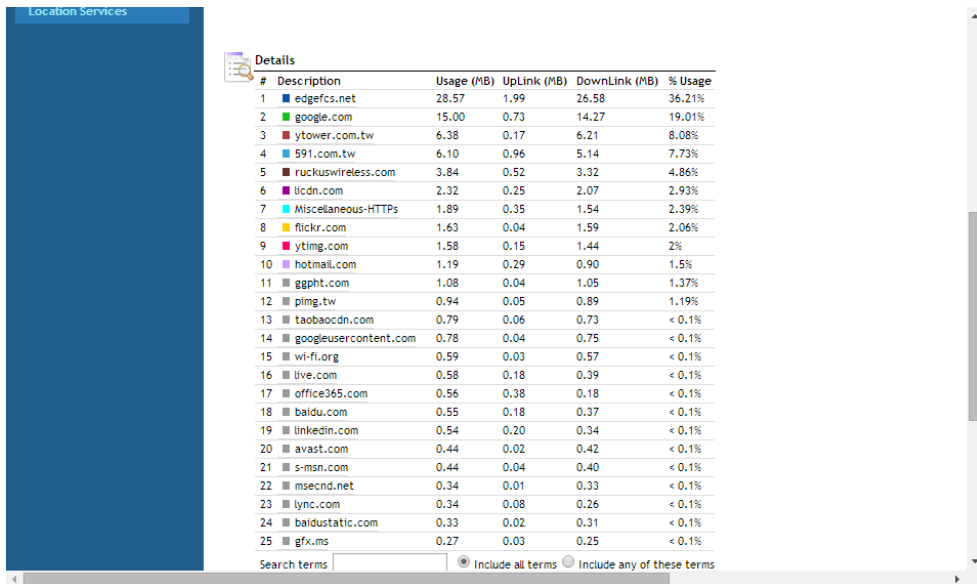 Location Services
Details
# Description Usage (MB) UpLink (MB) DownLink (MB) % Usage
1 edgefcs.net 28.57 1.99 26.58 36.21%
2 google.com 15.00 0.73 14.27 19.01%
3 ytower.com.tw 6.38 0.17 6.21 8.08%
4 591.com.tw 6.10 0.96 5.14 7.73%
5 ruckuswireless.com 3.84 0.52 3.32 4.86%
6 licdn.com 2.32 0.25 2.07 2.93%
7 Miscellaneous-HTTPs 1.89 0.35 1.54 2.39%
8 flickr.com 1.63 0.04 1.59 2.06%
9 ytimg.com 1.58 0.15 1.44 2%
10 hotmail.com 1.19 0.29 0.90 1.5%
11 ggpht.com 1.08 0.04 1.05 1.37%
12 pimg.tw 0.94 0.05 0.89 1.19%
13 taobaocdn.com 0.79 0.06 0.73 < 0.1%
14 googleusercontent.com 0.78 0.04 0.75 < 0.1%
15 wi-fi.org 0.59 0.03 0.57 < 0.1%
16 live.com 0.58 0.18 0.39 < 0.1%
17 office365.com 0.56 0.38 0.18 < 0.1%
18 baidu.com 0.55 0.18 0.37 < 0.1%
19 linkedin.com 0.54 0.20 0.34 < 0.1%
20 avast.com 0.44 0.02 0.42 < 0.1%
21 s-msn.com 0.44 0.04 0.40 < 0.1%
22 msecnd.net 0.34 0.01 0.33 < 0.1%
23 lync.com 0.34 0.08 0.26 < 0.1%
24 baidustatic.com 0.33 0.02 0.31 < 0.1%
25 gfx.ms 0.27 0.03 0.25 < 0.1%
Search terms Include all terms Include any of these terms